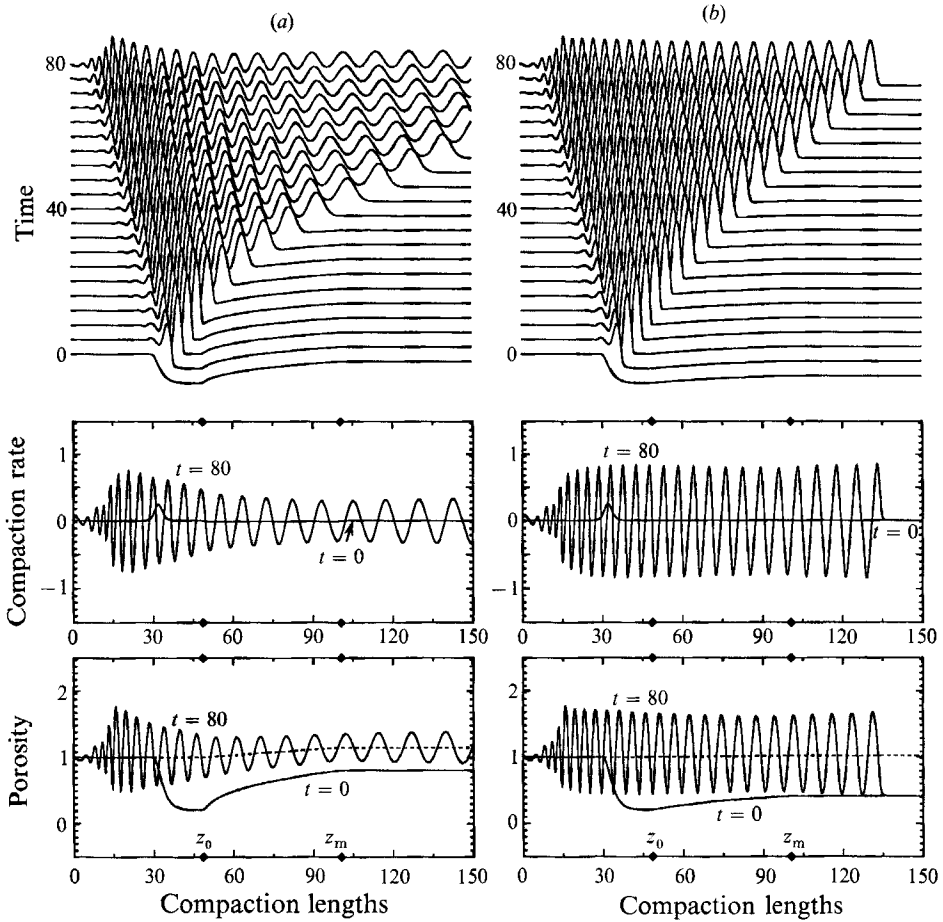 (a)
(b)
80
40
0
Time
80
40
0
Compaction rate
1
0
−1
t = 80
t = 0
0 30 60 90 120 150
1
0
−1
t = 80
t = 0
0 30 60 90 120 150
Porosity
2
1
0
t = 80
t = 0
z0 zm
0 30 60 90 120 150
Compaction lengths
2
1
0
t = 80
t = 0
z0 zm
0 30 60 90 120 150
Compaction lengths